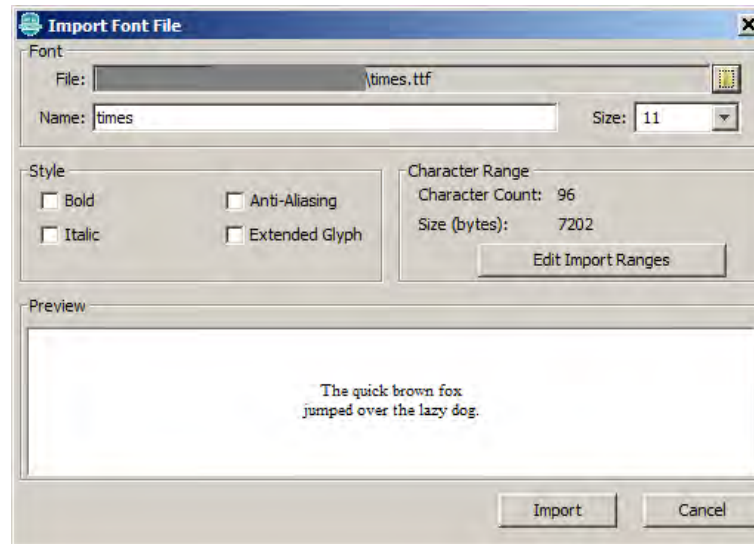 Import Font File
Font
File: \times.ttf
Name: times Size: 11
Style
Bold Anti-Aliasing
Italic Extended Glyph
Character Range
Character Count: 96
Size (bytes): 7202
Edit Import Ranges
Preview
The quick brown fox
jumped over the lazy dog.
Import Cancel